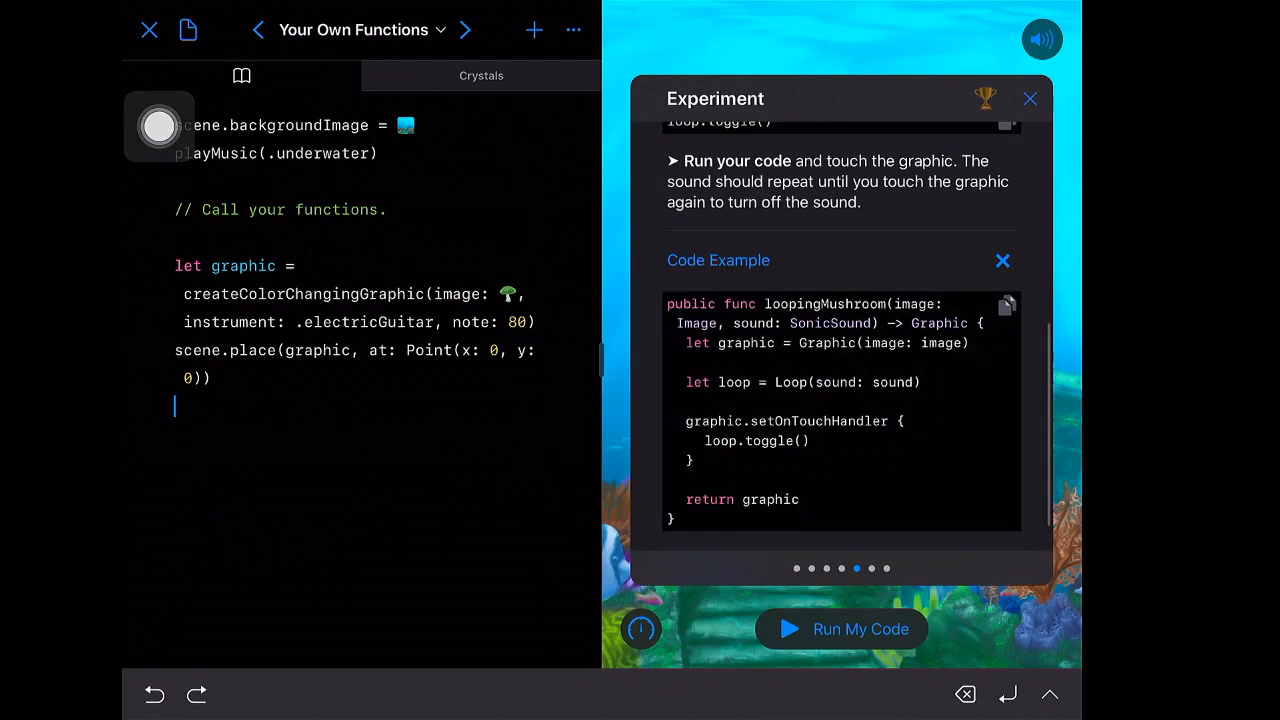 Your Own Functions
Crystals
scene.backgroundImage =
playMusic(.underwater)
// Call your functions.
let graphic =
createColorChangingGraphic(image: ,
instrument: .electricGuitar, note: 80)
scene.place(graphic, at: Point(x: 0, y:
0))
Experiment
loop.toggle()
➤ Run your code and touch the graphic. The
sound should repeat until you touch the graphic
again to turn off the sound.
Code Example
public func loopingMushroom(image:
Image, sound: SonicSound) -> Graphic {
let graphic = Graphic(image: image)
let loop = Loop(sound: sound)
graphic.setOnTouchHandler {
loop.toggle()
}
return graphic
}
Run My Code